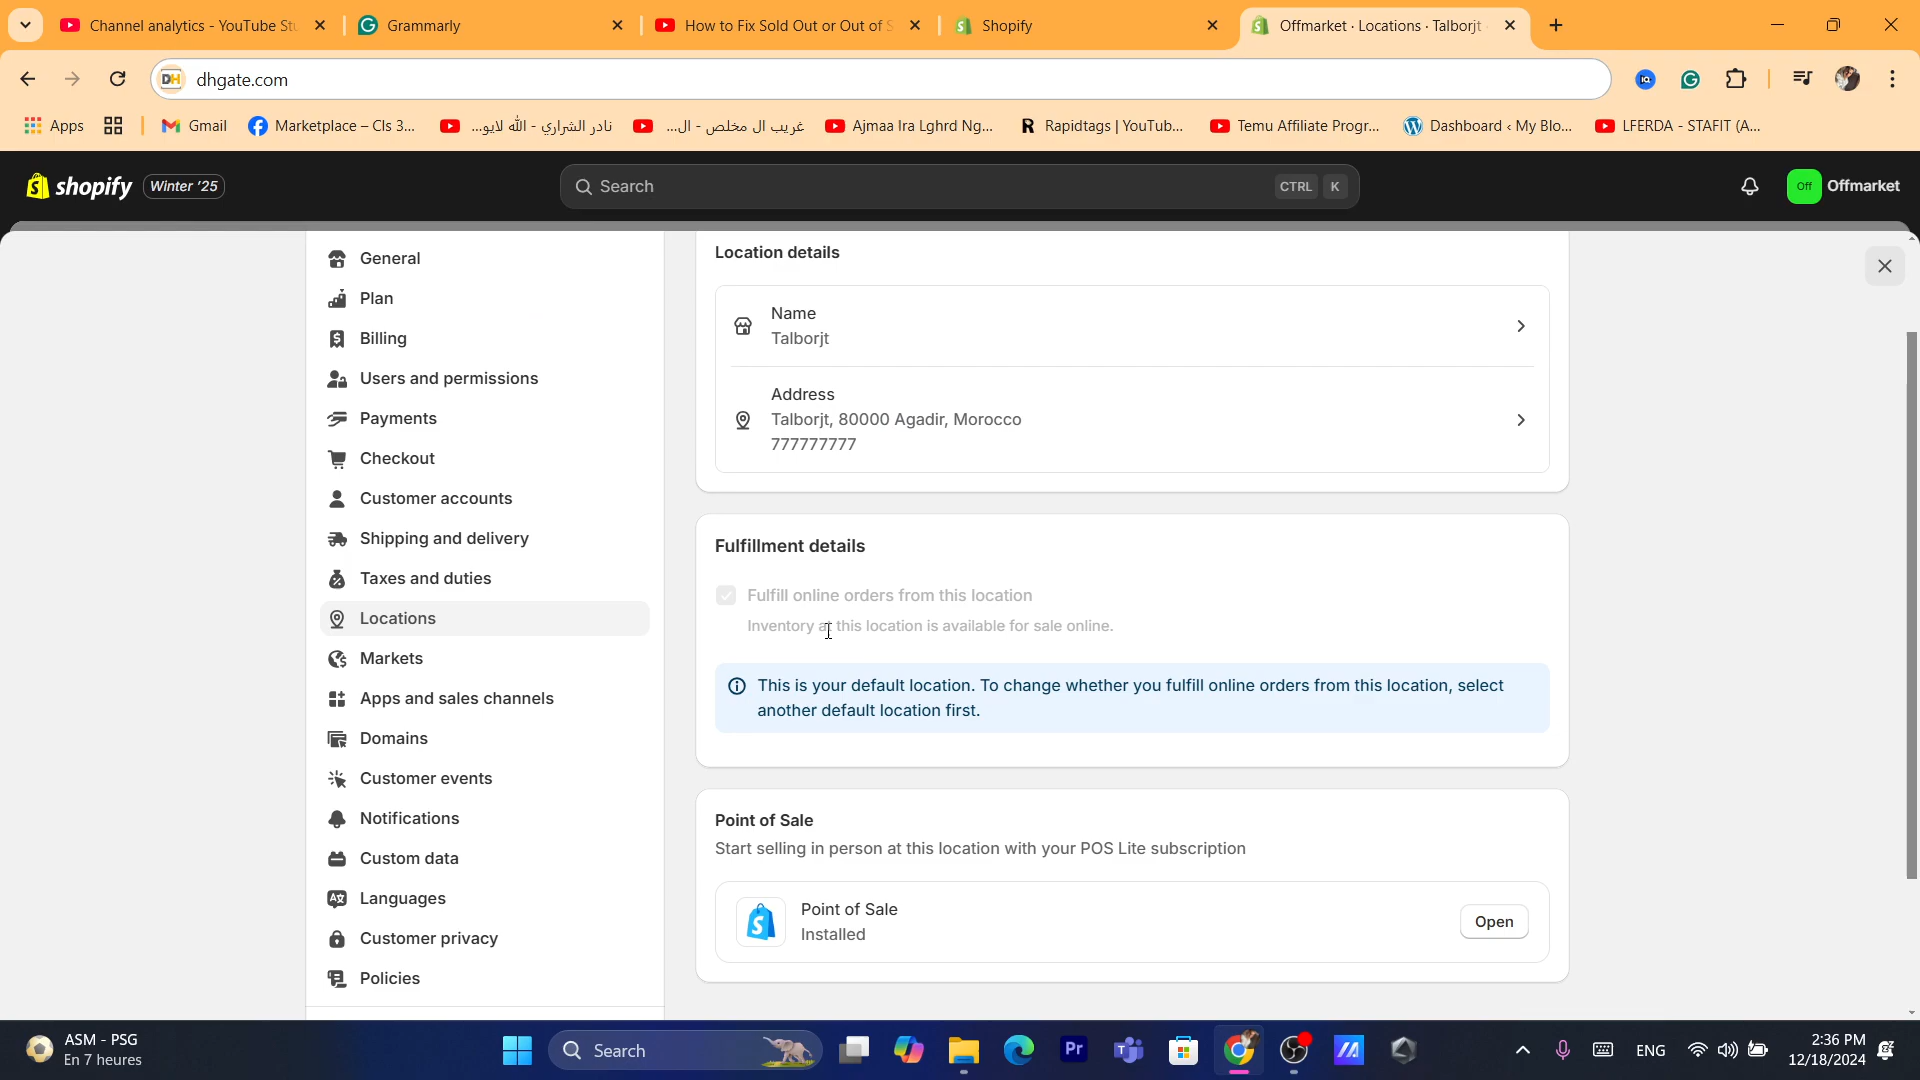 Channel analytics - YouTube Stu
Grammarly
How to Fix Sold Out or Out of S
Shopify
Offmarket · Locations · Talborjt
dhgate.com
Apps
Gmail
Marketplace – Cls 3...
نادر الشراري - الله لايو...
غريب ال مخلص - ال...
Ajmaa Ira Lghrd Ng...
Rapidtags | YouTub...
Temu Affiliate Progr...
Dashboard ‹ My Blo...
LFERDA - STAFIT (A...
shopify
Winter '25
Search
CTRL K
Off
Offmarket
General
Plan
Billing
Users and permissions
Payments
Checkout
Customer accounts
Shipping and delivery
Taxes and duties
Locations
Markets
Apps and sales channels
Domains
Customer events
Notifications
Custom data
Languages
Customer privacy
Policies
Location details
Name
Talborjt
Address
Talborjt, 80000 Agadir, Morocco
777777777
Fulfillment details
Fulfill online orders from this location
Inventory at this location is available for sale online.
This is your default location. To change whether you fulfill online orders from this location, select
another default location first.
Point of Sale
Start selling in person at this location with your POS Lite subscription
Point of Sale
Installed
Open
ASM - PSG
En 7 heures
Search
ENG
2:36 PM
12/18/2024